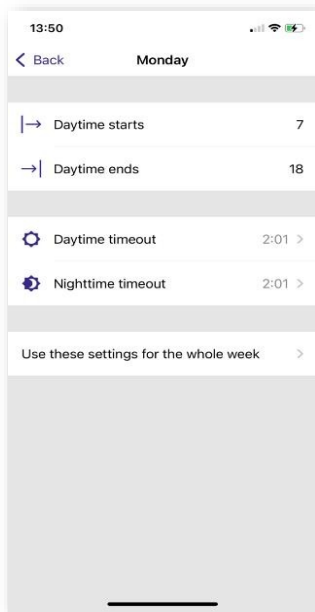 13:50
Back Monday
Daytime starts 7
Daytime ends 18
Daytime timeout 2:01
Nighttime timeout 2:01
Use these settings for the whole week